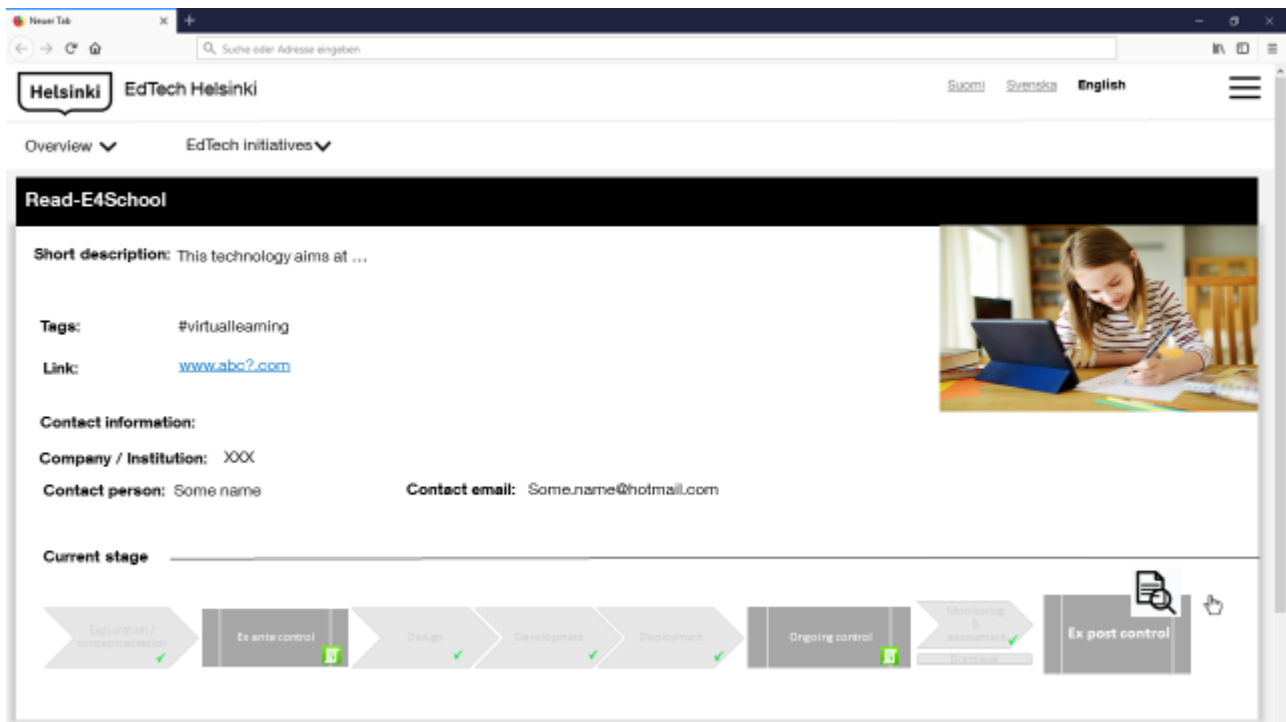 Neuer Tab
Suche oder Adresse eingeben
Helsinki
EdTech Helsinki
Suomi Svenska English
Overview EdTech initiatives
Read-E4School
Short description: This technology aims at ...
Tags: #virtuallearning
Link: www.abc?.com
Contact information:
Company / Institution: XXX
Contact person: Some name Contact email: Some.name@hotmail.com
Current stage
Exploration /
conceptualisation
Ex ante control
Design
Development
Deployment
Ongoing control
Monitoring
&
assessment
Ex post control